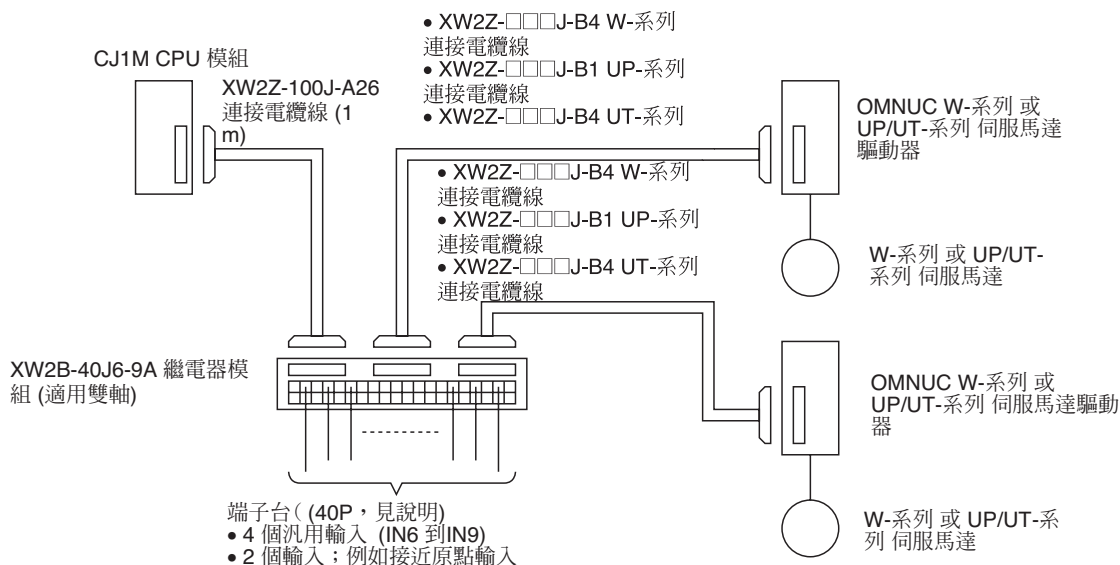 CJ1M CPU 模組
XW2Z-100J-A26
連接電纜線 (1
m)
• XW2Z-□□□J-B4 W-系列
連接電纜線
• XW2Z-□□□J-B1 UP-系列
連接電纜線
• XW2Z-□□□J-B4 UT-系列
OMNUC W-系列 或
UP/UT-系列 伺服馬達
驅動器
• XW2Z-□□□J-B4 W-系列
連接電纜線
• XW2Z-□□□J-B1 UP-系列
連接電纜線
• XW2Z-□□□J-B4 UT-系列
連接電纜線
W-系列 或 UP/UT-
系列 伺服馬達
XW2B-40J6-9A 繼電器模
組 (適用雙軸)
OMNUC W-系列 或
UP/UT-系列 伺服馬達驅動
器
端子台( (40P，見說明)
• 4 個汎用輸入 (IN6 到IN9)
• 2 個輸入；例如接近原點輸入
W-系列 或 UP/UT-系
列 伺服馬達